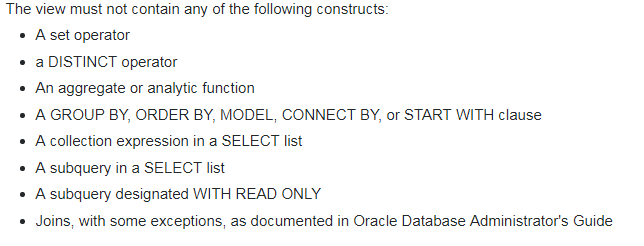 The view must not contain any of the following constructs:
• A set operator
• a DISTINCT operator
• An aggregate or analytic function
• A GROUP BY, ORDER BY, MODEL, CONNECT BY, or START WITH clause
• A collection expression in a SELECT list
• A subquery in a SELECT list
• A subquery designated WITH READ ONLY
• Joins, with some exceptions, as documented in Oracle Database Administrator's Guide